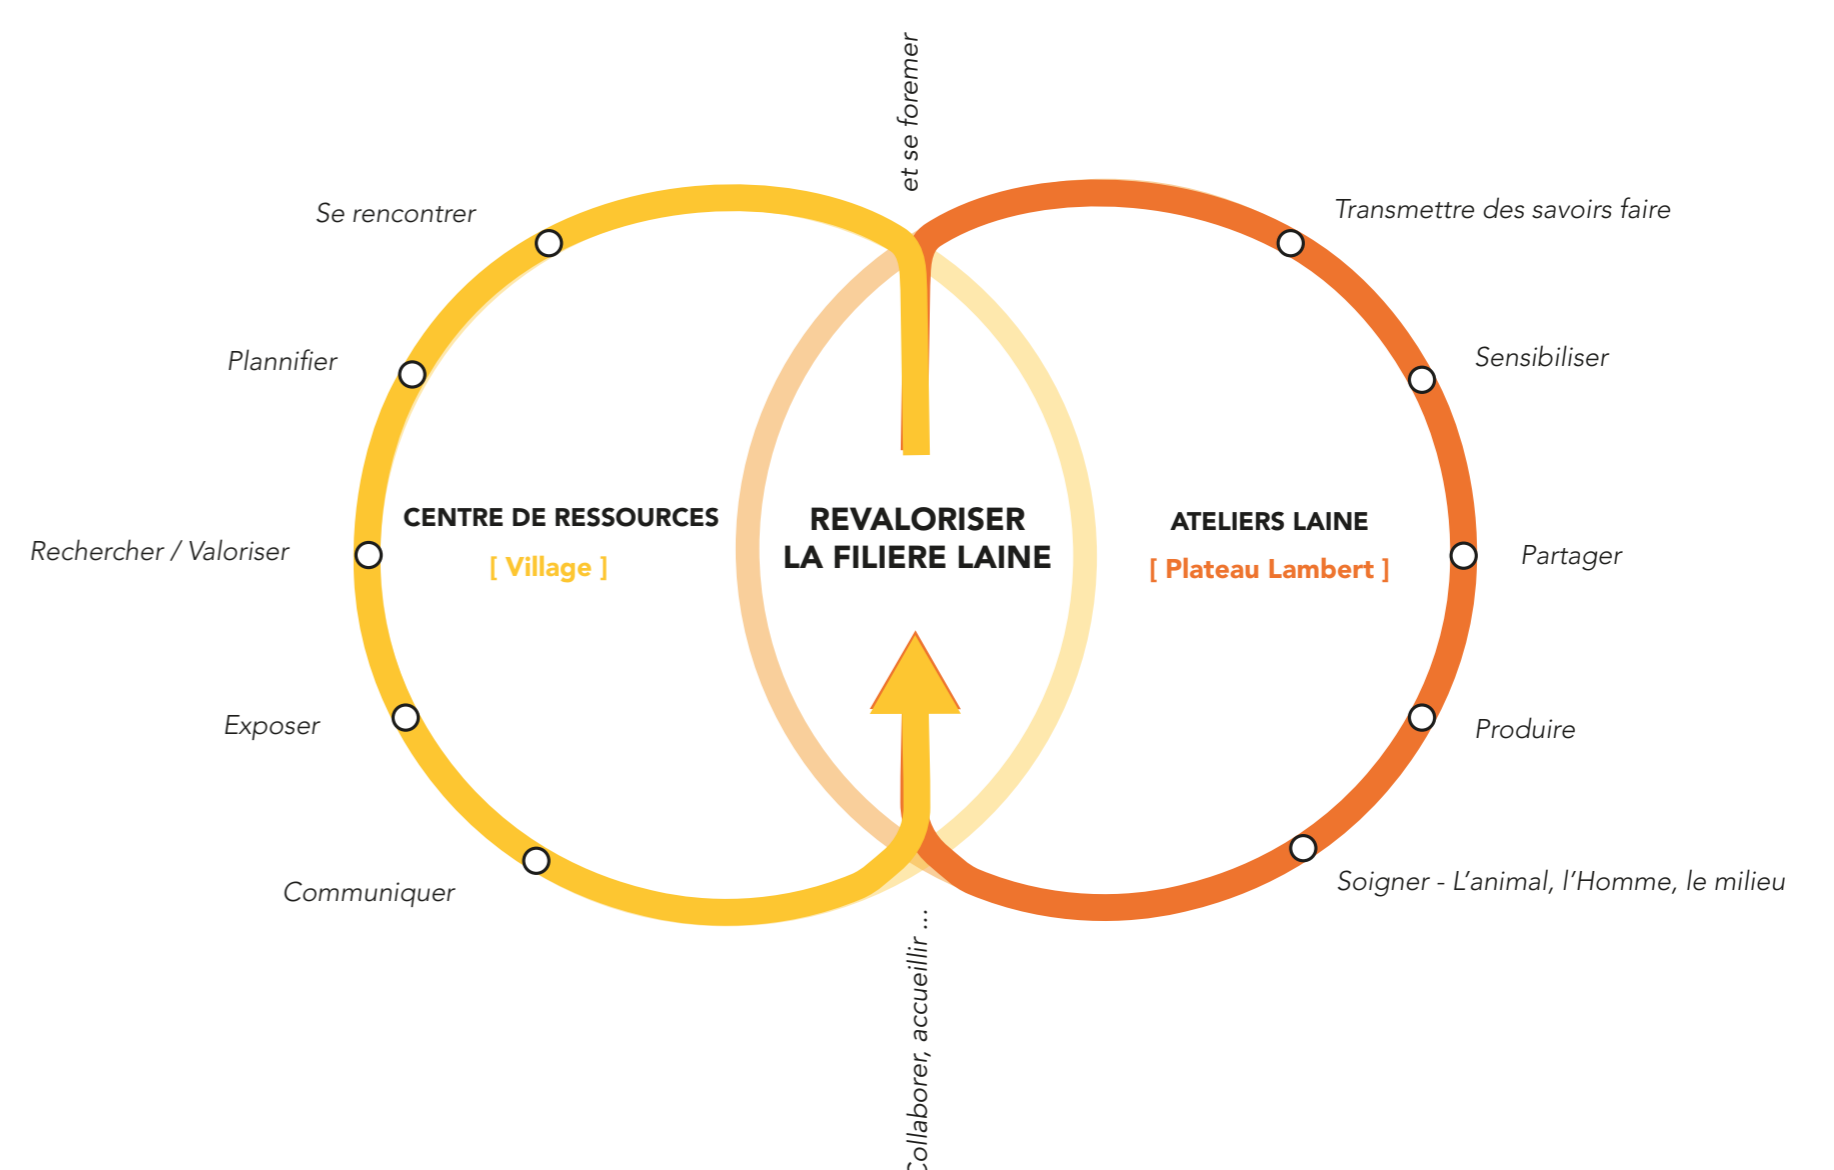 et se foremer
Se rencontrer
Transmettre des savoirs faire
Plannifier
Sensibiliser
CENTRE DE RESSOURCES
[ Village ]
REVALORISER
LA FILIERE LAINE
ATELIERS LAINE
[ Plateau Lambert ]
Rechercher / Valoriser
Partager
Exposer
Produire
Communiquer
Soigner - L’animal, l’Homme, le milieu
Collaborer, accueillir ...